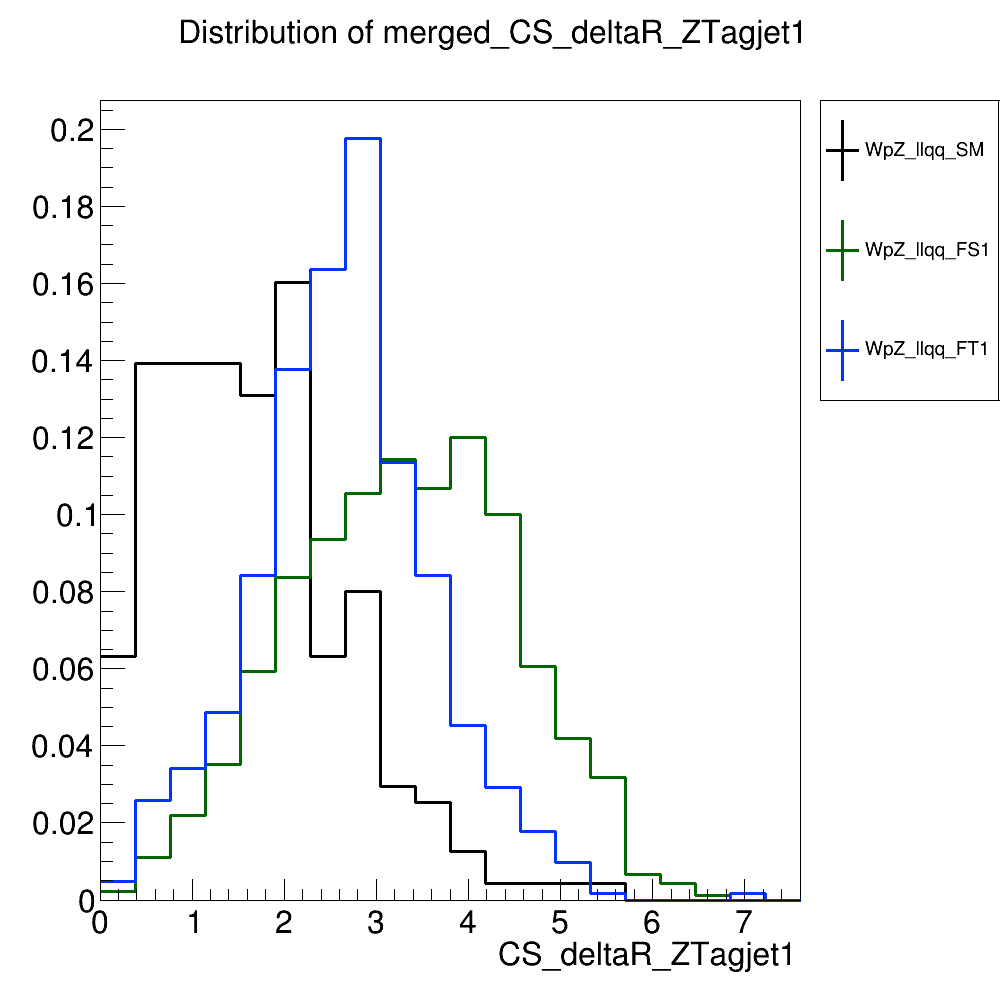 Distribution of merged_CS_deltaR_ZTagjet1
0.2
0.18
0.16
0.14
0.12
0.1
0.08
0.06
0.04
0.02
0
0 1 2 3 4 5 6 7
CS_deltaR_ZTagjet1
WpZ_llqq_SM
WpZ_llqq_FS1
WpZ_llqq_FT1